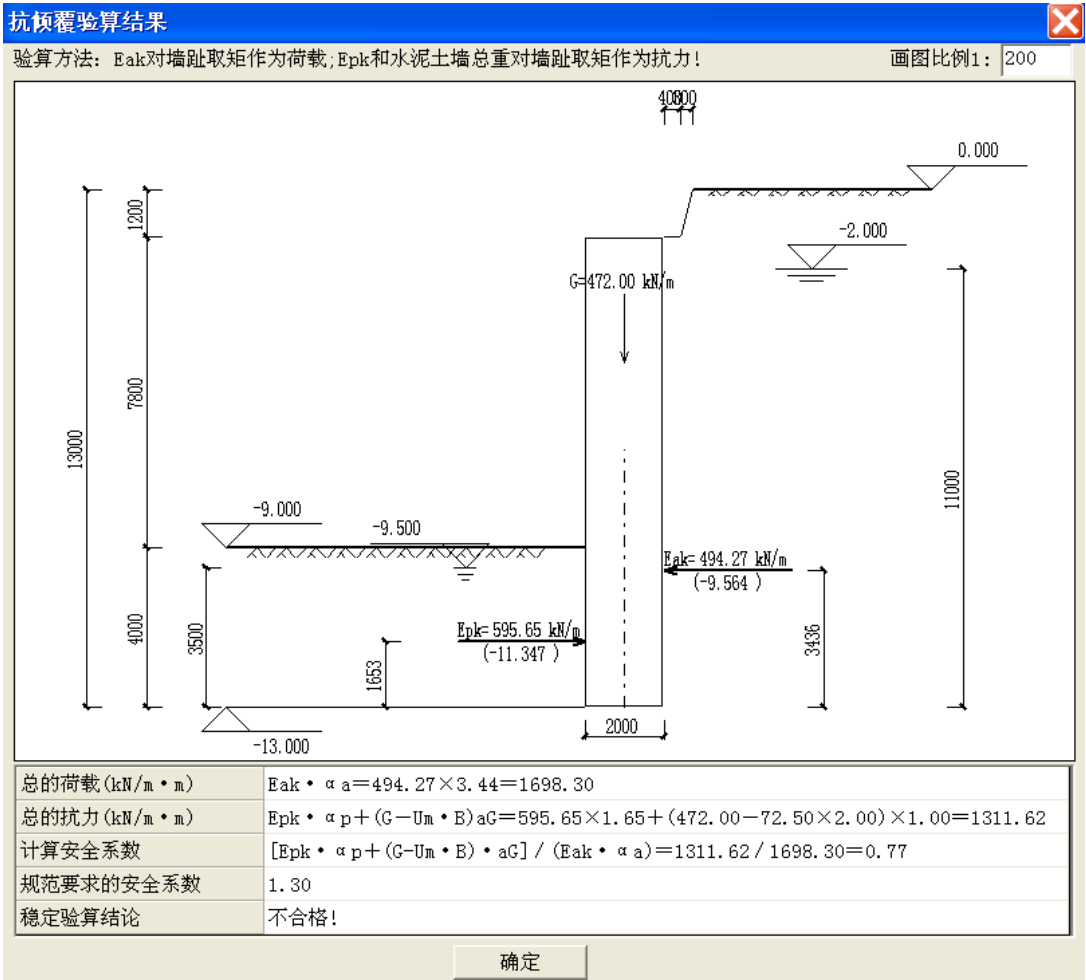 抗倾覆验算结果
验算方法: Eak对墙趾取矩作为荷载;Epk和水泥土墙总重对墙趾取矩作为抗力!
画图比例1: 200
400
0.000
1200
-2.000
G=472.00 kN/m
7800
13000
11000
-9.000
-9.500
Eak= 494.27 kN/m
(-9.564 )
4000
3500
Epk= 595.65 kN/m
(-11.347 )
3436
1653
2000
-13.000
总的荷载(kN/m•m) Eak• αa=494.27×3.44=1698.30
总的抗力(kN/m•m) Epk• αp+(G-Um•B)aG=595.65×1.65+(472.00-72.50×2.00)×1.00=1311.62
计算安全系数 [Epk• αp+(G-Um•B)•aG]/(Eak• αa)=1311.62/1698.30=0.77
规范要求的安全系数 1.30
稳定验算结论 不合格!
确定